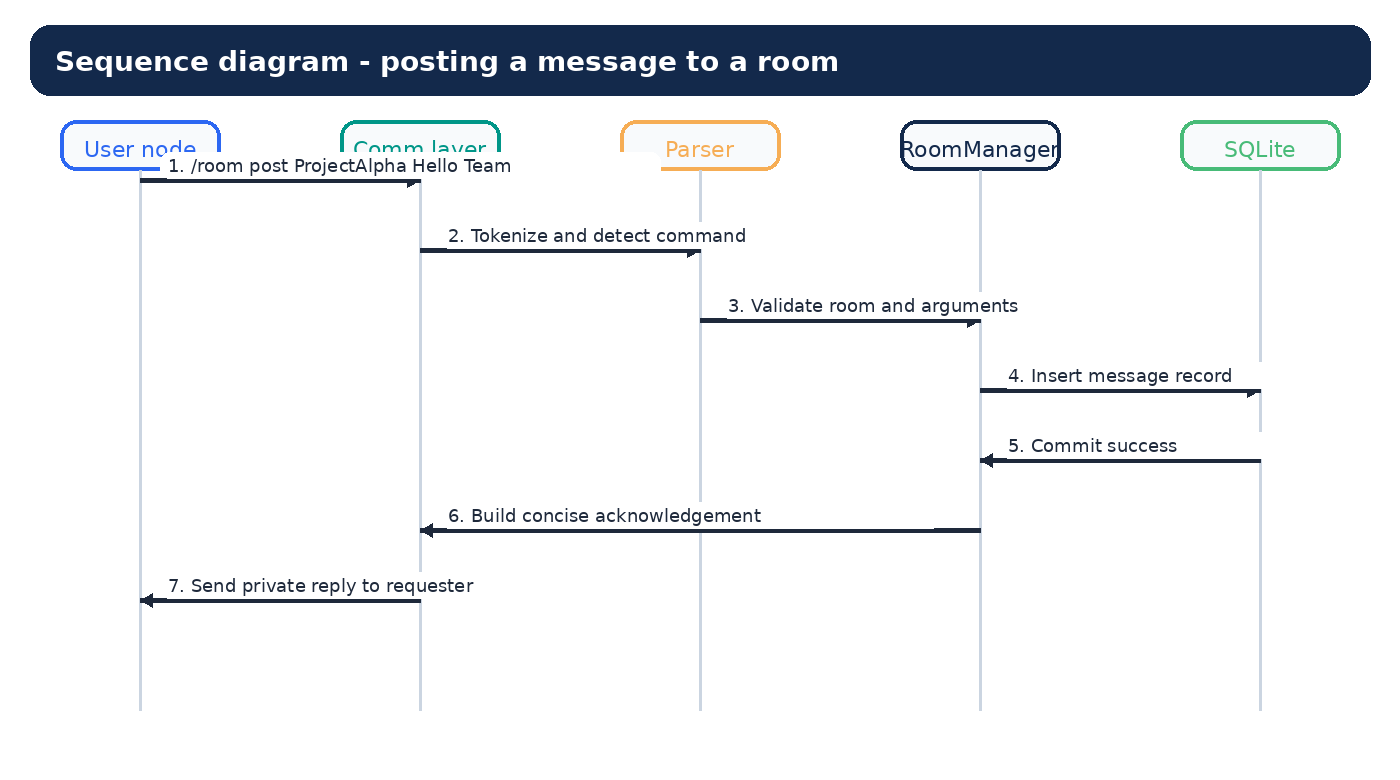 Sequence diagram - posting a message to a room
User node
Comm layer
Parser
RoomManager
SQLite
1. /room post ProjectAlpha Hello Team
2. Tokenize and detect command
3. Validate room and arguments
4. Insert message record
5. Commit success
6. Build concise acknowledgement
7. Send private reply to requester